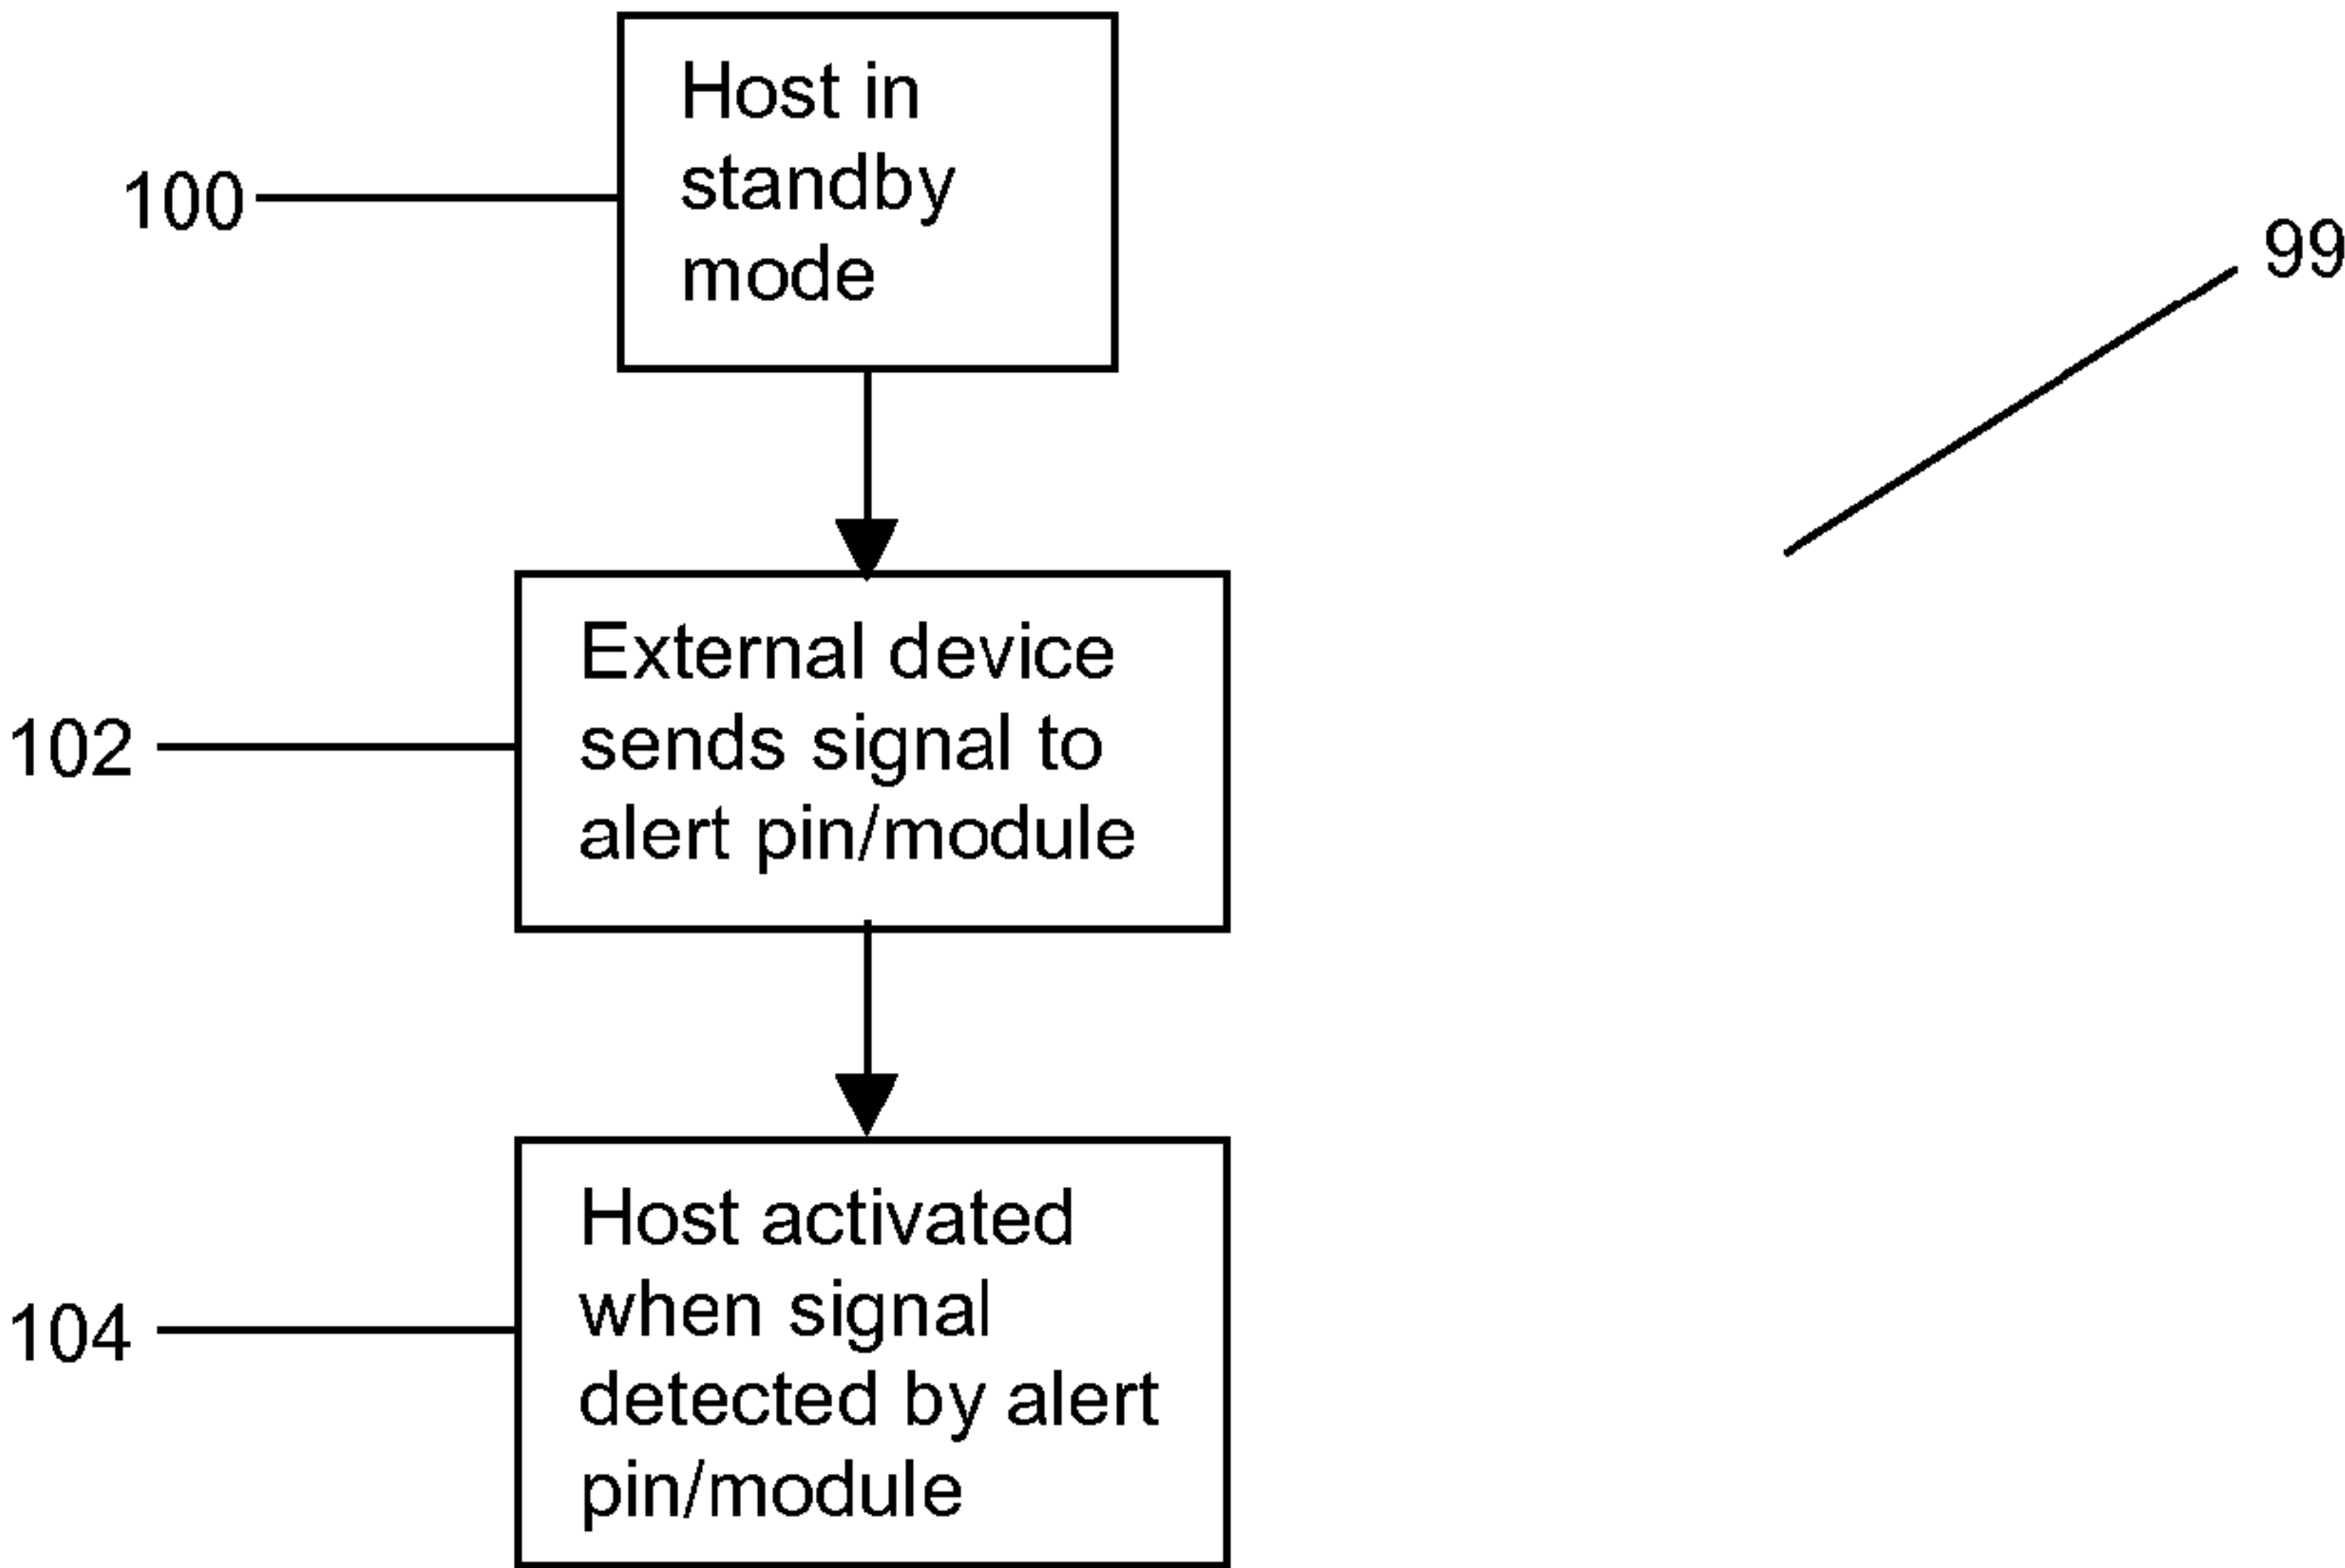 Host in
standby
mode
100
99
External device
sends signal to
alert pin/module
102
Host activated
when signal
detected by alert
pin/module
104